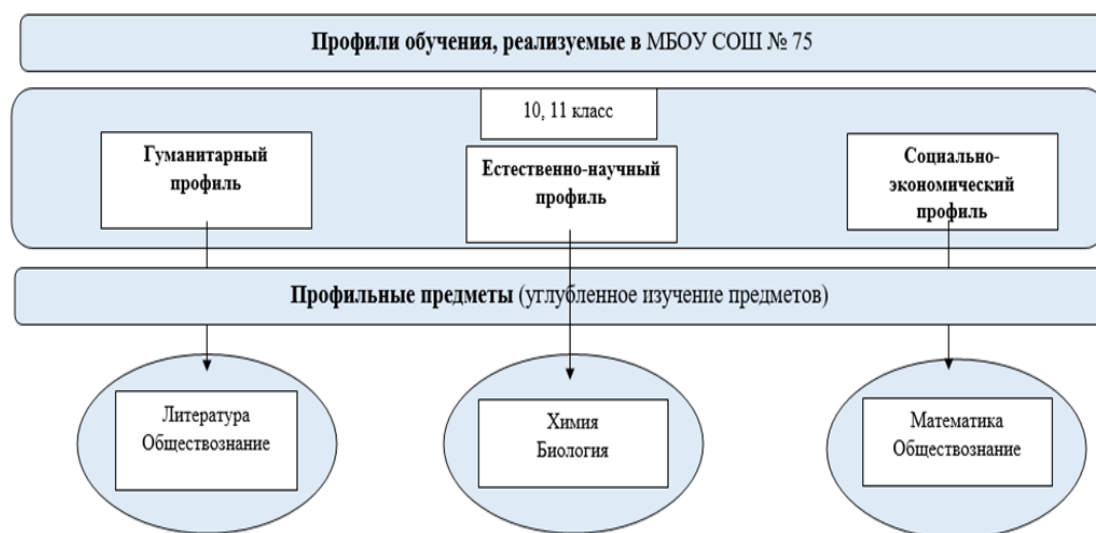 Профили обучения, реализуемые в МБОУ СОШ № 75
10, 11 класс
Гуманитарный
профиль
Естественно-научный
профиль
Социально-
экономический
профиль
Профильные предметы (углубленное изучение предметов)
Литература
Обществознание
Химия
Биология
Математика
Обществознание